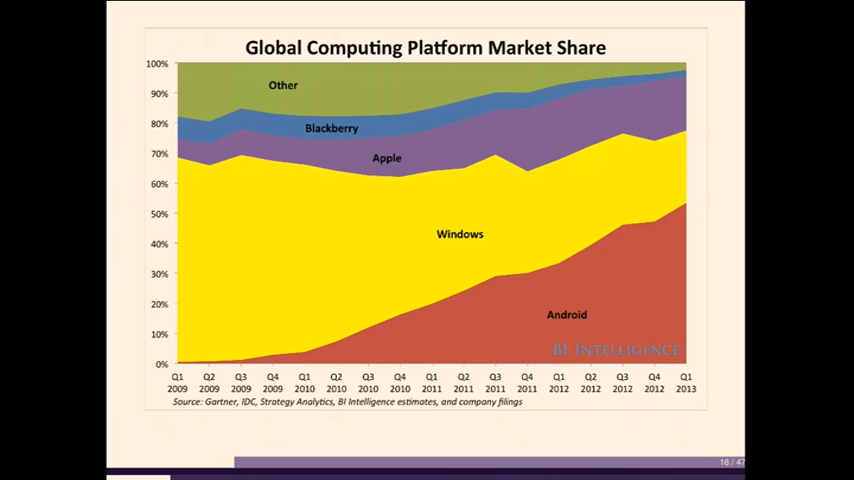 Global Computing Platform Market Share
100%
90%
80%
70%
60%
50%
40%
30%
20%
10%
0%
Other
Blackberry
Apple
Windows
Android
BI INTELLIGENCE
Q1 Q2 Q3 Q4 Q1 Q2 Q3 Q4 Q1 Q2 Q3 Q4 Q1 Q2 Q3 Q4 Q1
2009 2009 2009 2009 2010 2010 2010 2010 2011 2011 2011 2011 2012 2012 2012 2012 2013
Source: Gartner, IDC, Strategy Analytics, BI Intelligence estimates, and company filings
16 / 47